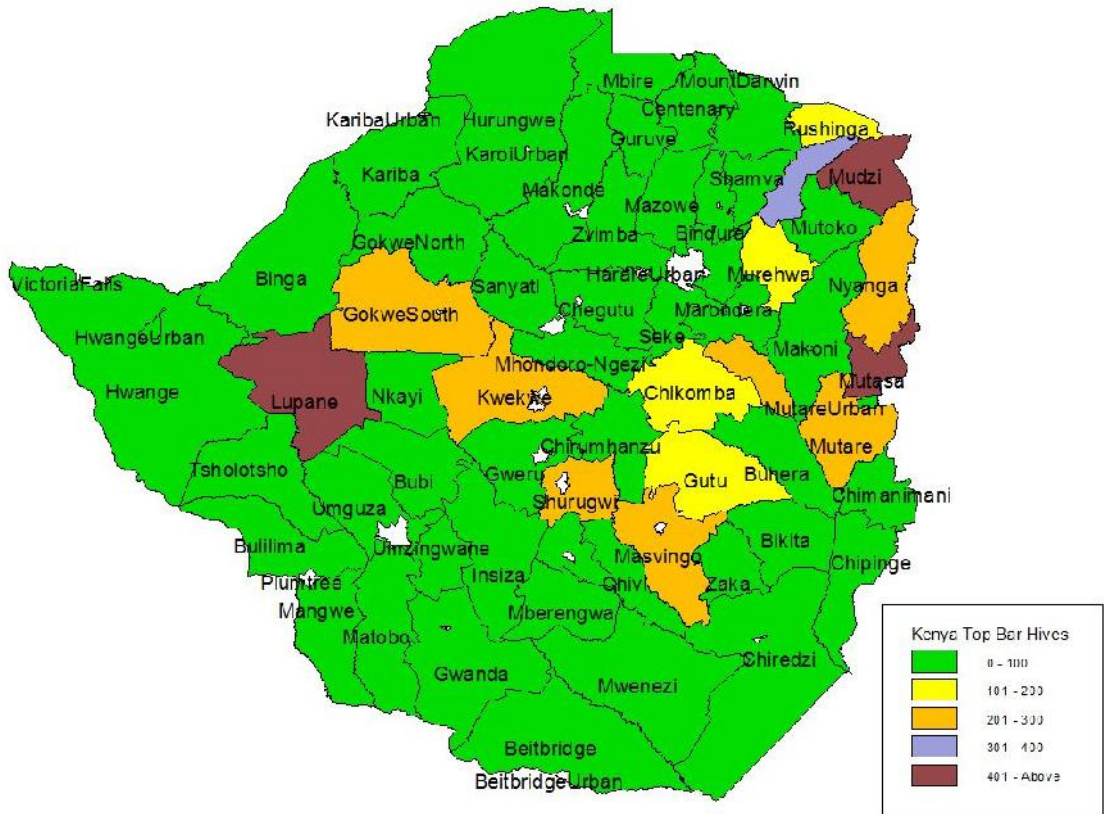 Mbire
MountDarwin
Centenary
KaribaUrban
Hurungwe
Rushinga
Guruve
KaroiUrban
Kariba
Makonde
Shamva
Mudzi
Mazowe
Mutoko
Zvimba
Bindura
GokweNorth
Binga
HarareUrban
Murehwa
VictoriaFalls
Sanyati
Nyanga
GokweSouth
Chegutu
Marondera
HwangeUrban
Seke
Makoni
Mhondoro-Ngezi
Hwange
Lupane
Nkayi
Kwekwe
Chikomba
Mutasa
MutareUrban
Mutare
Chirumhanzu
Tsholotsho
Bubi
Gweru
Gutu
Buhera
Shurugwi
Chimanimani
Umguza
Bulilima
Umzingwane
Masvingo
Bikita
Chipinge
Plumtree
Insiza
Chivi
Zaka
Mangwe
Mberengwa
Matobo
Gwanda
Chiredzi
Mwenezi
Beitbridge
BeitbridgeUrban
Kenya Top Bar Hives
0 - 100
101 - 200
201 - 300
301 - 400
401 - Above